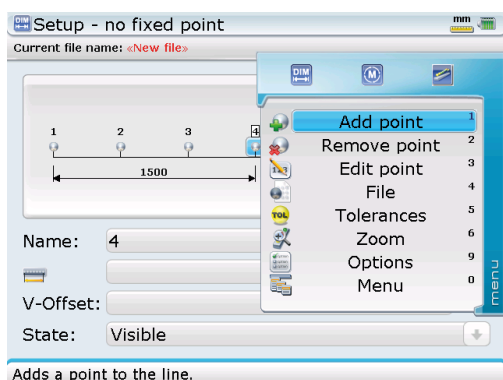 DIM
Setup - no fixed point
mm
Current file name: «New file»
DIM
M
1 2 3 4
1500
Add point 1
Remove point 2
Edit point 3
File 4
TOL Tolerances 5
Zoom 6
Options 9
Menu 0
menu
Name: 4
V-Offset:
State: Visible
Adds a point to the line.